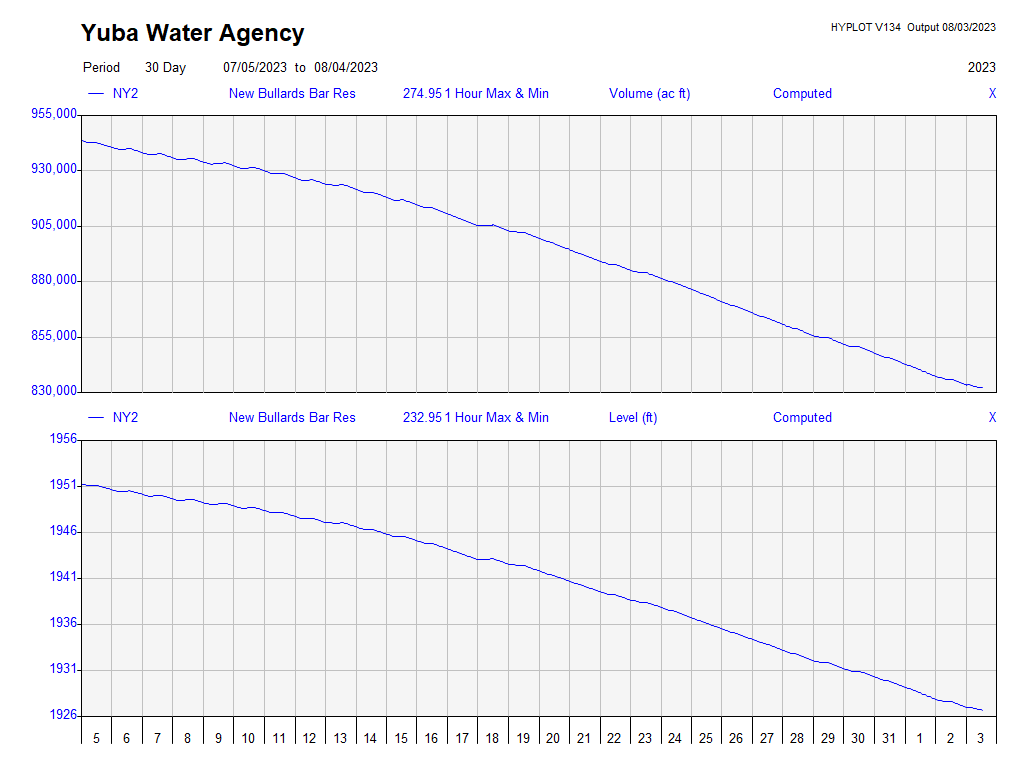 Yuba Water Agency
HYPLOT V134 Output 08/03/2023
Period 30 Day 07/05/2023 to 08/04/2023 2023
NY2 New Bullards Bar Res 274.95 1 Hour Max & Min Volume (ac ft) Computed X
955,000
930,000
905,000
880,000
855,000
830,000
NY2 New Bullards Bar Res 232.95 1 Hour Max & Min Level (ft) Computed X
1956
1951
1946
1941
1936
1931
1926
5 6 7 8 9 10 11 12 13 14 15 16 17 18 19 20 21 22 23 24 25 26 27 28 29 30 31 1 2 3